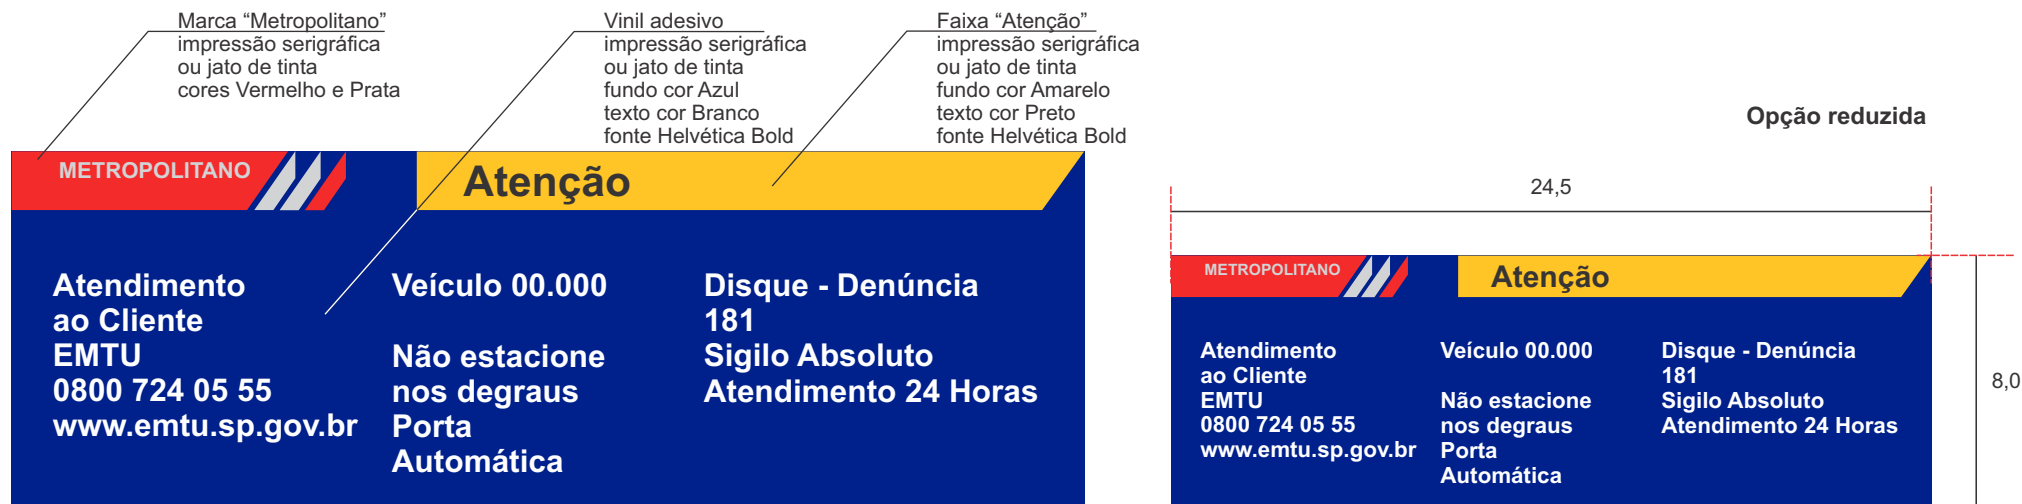 Marca “Metropolitano”
impressão serigráfica
ou jato de tinta
cores Vermelho e Prata
Vinil adesivo
impressão serigráfica
ou jato de tinta
fundo cor Azul
texto cor Branco
fonte Helvética Bold
Faixa “Atenção”
impressão serigráfica
ou jato de tinta
fundo cor Amarelo
texto cor Preto
fonte Helvética Bold
METROPOLITANO
Atenção
Atendimento
ao Cliente
EMTU
0800 724 05 55
www.emtu.sp.gov.br
Veículo 00.000
Não estacione
nos degraus
Porta
Automática
Disque - Denúncia
181
Sigilo Absoluto
Atendimento 24 Horas
Opção reduzida
24,5
METROPOLITANO
Atenção
Atendimento
ao Cliente
EMTU
0800 724 05 55
www.emtu.sp.gov.br
Veículo 00.000
Não estacione
nos degraus
Porta
Automática
Disque - Denúncia
181
Sigilo Absoluto
Atendimento 24 Horas
8,0